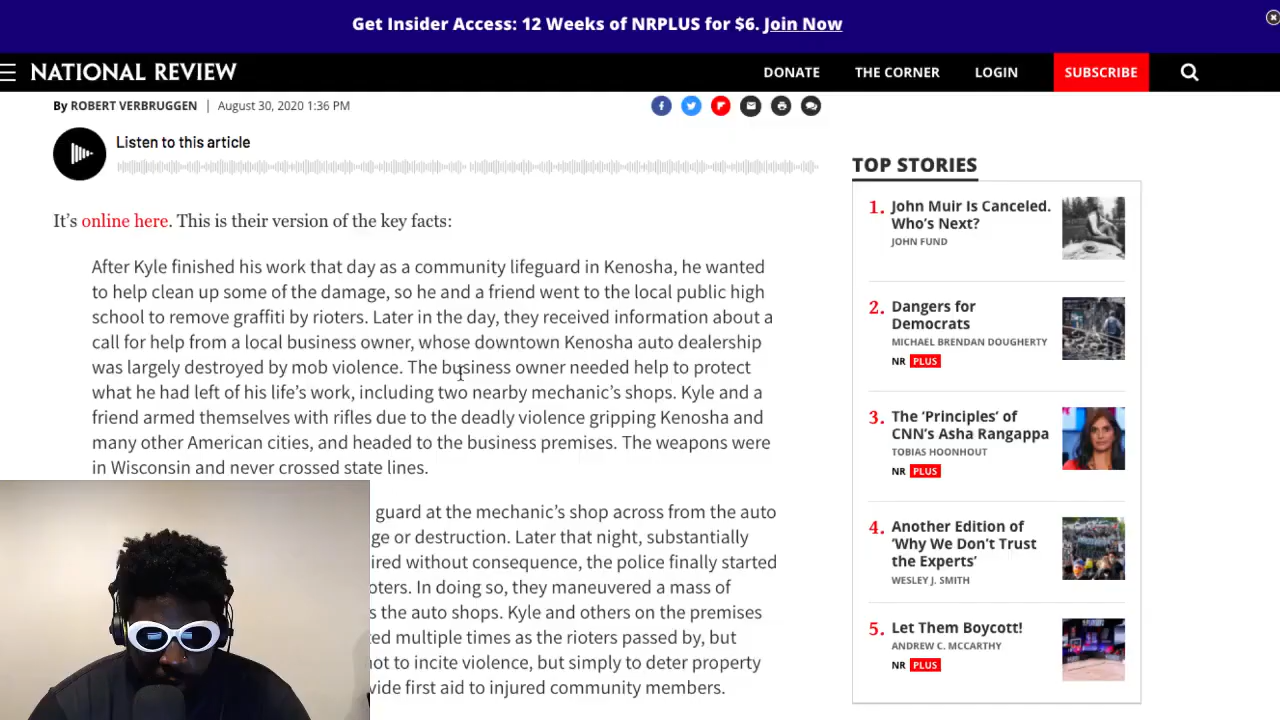 Get Insider Access: 12 Weeks of NRPLUS for $6. Join Now
NATIONAL REVIEW
DONATE
THE CORNER
LOGIN
SUBSCRIBE
By ROBERT VERBRUGGEN | August 30, 2020 1:36 PM
Listen to this article
It's online here. This is their version of the key facts:
After Kyle finished his work that day as a community lifeguard in Kenosha, he wanted
to help clean up some of the damage, so he and a friend went to the local public high
school to remove graffiti by rioters. Later in the day, they received information about a
call for help from a local business owner, whose downtown Kenosha auto dealership
was largely destroyed by mob violence. The business owner needed help to protect
what he had left of his life's work, including two nearby mechanic's shops. Kyle and a
friend armed themselves with rifles due to the deadly violence gripping Kenosha and
many other American cities, and headed to the business premises. The weapons were
in Wisconsin and never crossed state lines.
guard at the mechanic's shop across from the auto
ge or destruction. Later that night, substantially
ired without consequence, the police finally started
oters. In doing so, they maneuvered a mass of
s the auto shops. Kyle and others on the premises
ted multiple times as the rioters passed by, but
not to incite violence, but simply to deter property
vide first aid to injured community members.
TOP STORIES
1. John Muir Is Canceled.
Who's Next?
JOHN FUND
2. Dangers for
Democrats
MICHAEL BRENDAN DOUGHERTY
NR PLUS
3. The 'Principles' of
CNN's Asha Rangappa
TOBIAS HOONHOUT
NR PLUS
4. Another Edition of
'Why We Don't Trust
the Experts'
WESLEY J. SMITH
5. Let Them Boycott!
ANDREW C. MCCARTHY
NR PLUS